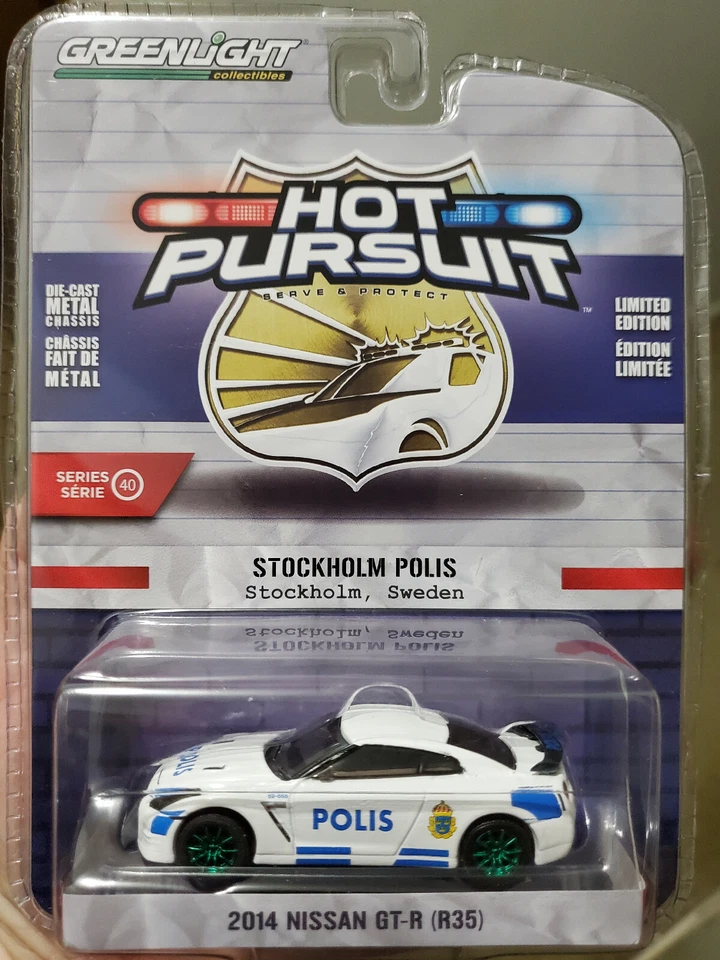 GREENLiGHT
collectibles
HOT
PURSUIT
™
SERVE & PROTECT
DIE-CAST
METAL
CHASSIS
CHÂSSIS
FAIT DE
MÉTAL
LIMITED
EDITION
ÉDITION
LIMITÉE
SERIES
SÉRIE
40
STOCKHOLM POLIS
Stockholm, Sweden
POLIS
POLIS
2014 NISSAN GT-R (R35)